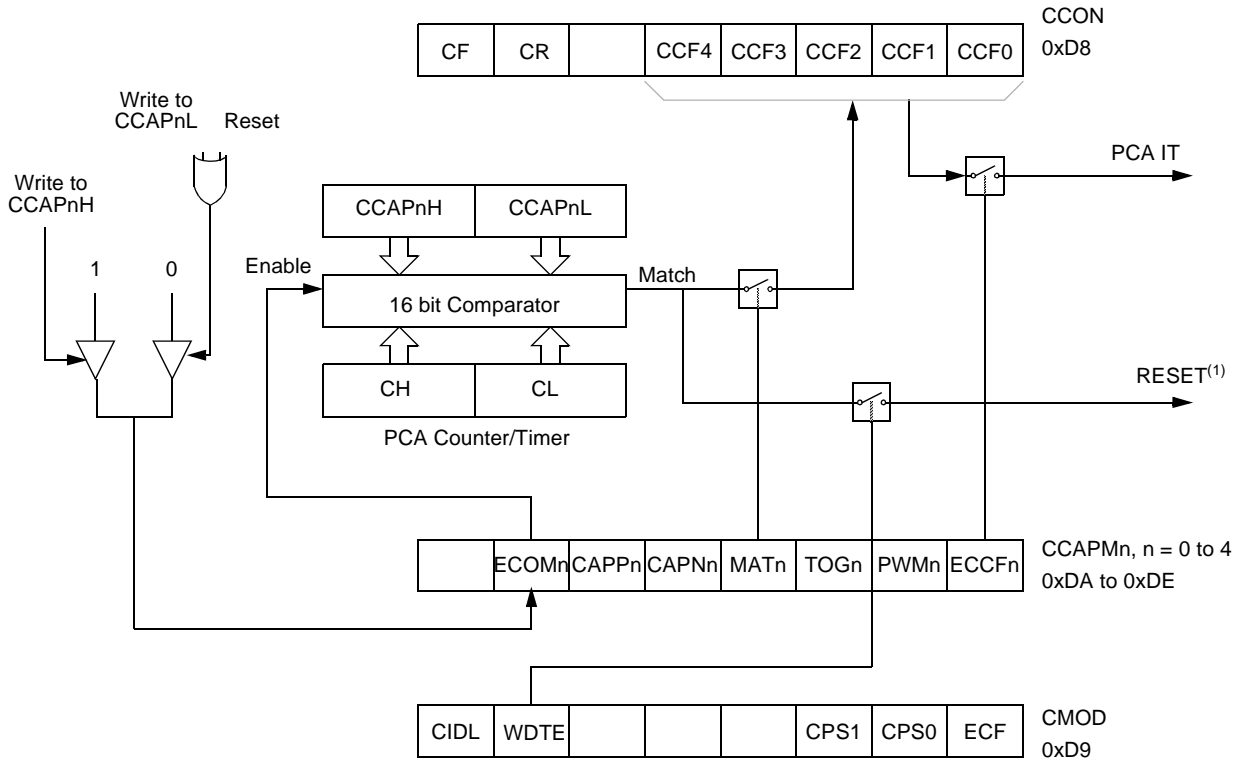 CCON
CF CR CCF4 CCF3 CCF2 CCF1 CCF0
0xD8
Write to
CCAPnL
Reset
PCA IT
Write to
CCAPnH
CCAPnH CCAPnL
1 0
Enable
Match
16 bit Comparator
RESET(1)
CH CL
PCA Counter/Timer
CCAPMn, n = 0 to 4
ECOMn CAPPn CAPNn MATn TOGn PWMn ECCFn
0xDA to 0xDE
CMOD
CIDL WDTE CPS1 CPS0 ECF
0xD9